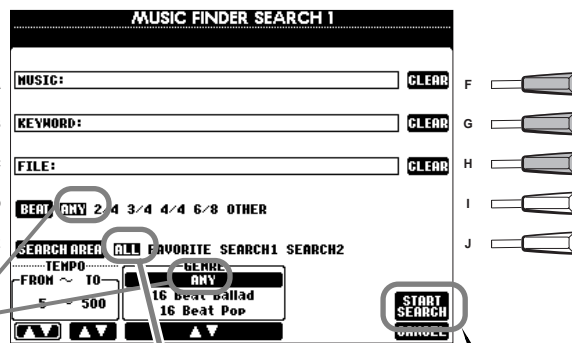 MUSIC FINDER SEARCH 1
MUSIC: CLEAR F
KEYWORD: CLEAR G
FILE: CLEAR H
BEAT ANY 2/4 3/4 4/4 6/8 OTHER I
SEARCH AREA ALL FAVORITE SEARCH1 SEARCH2 J
TEMPO GENRE
FROM ~ TO ANY
5 ~ 500 16 Beat Ballad
16 Beat Pop
START
SEARCH
CANCEL